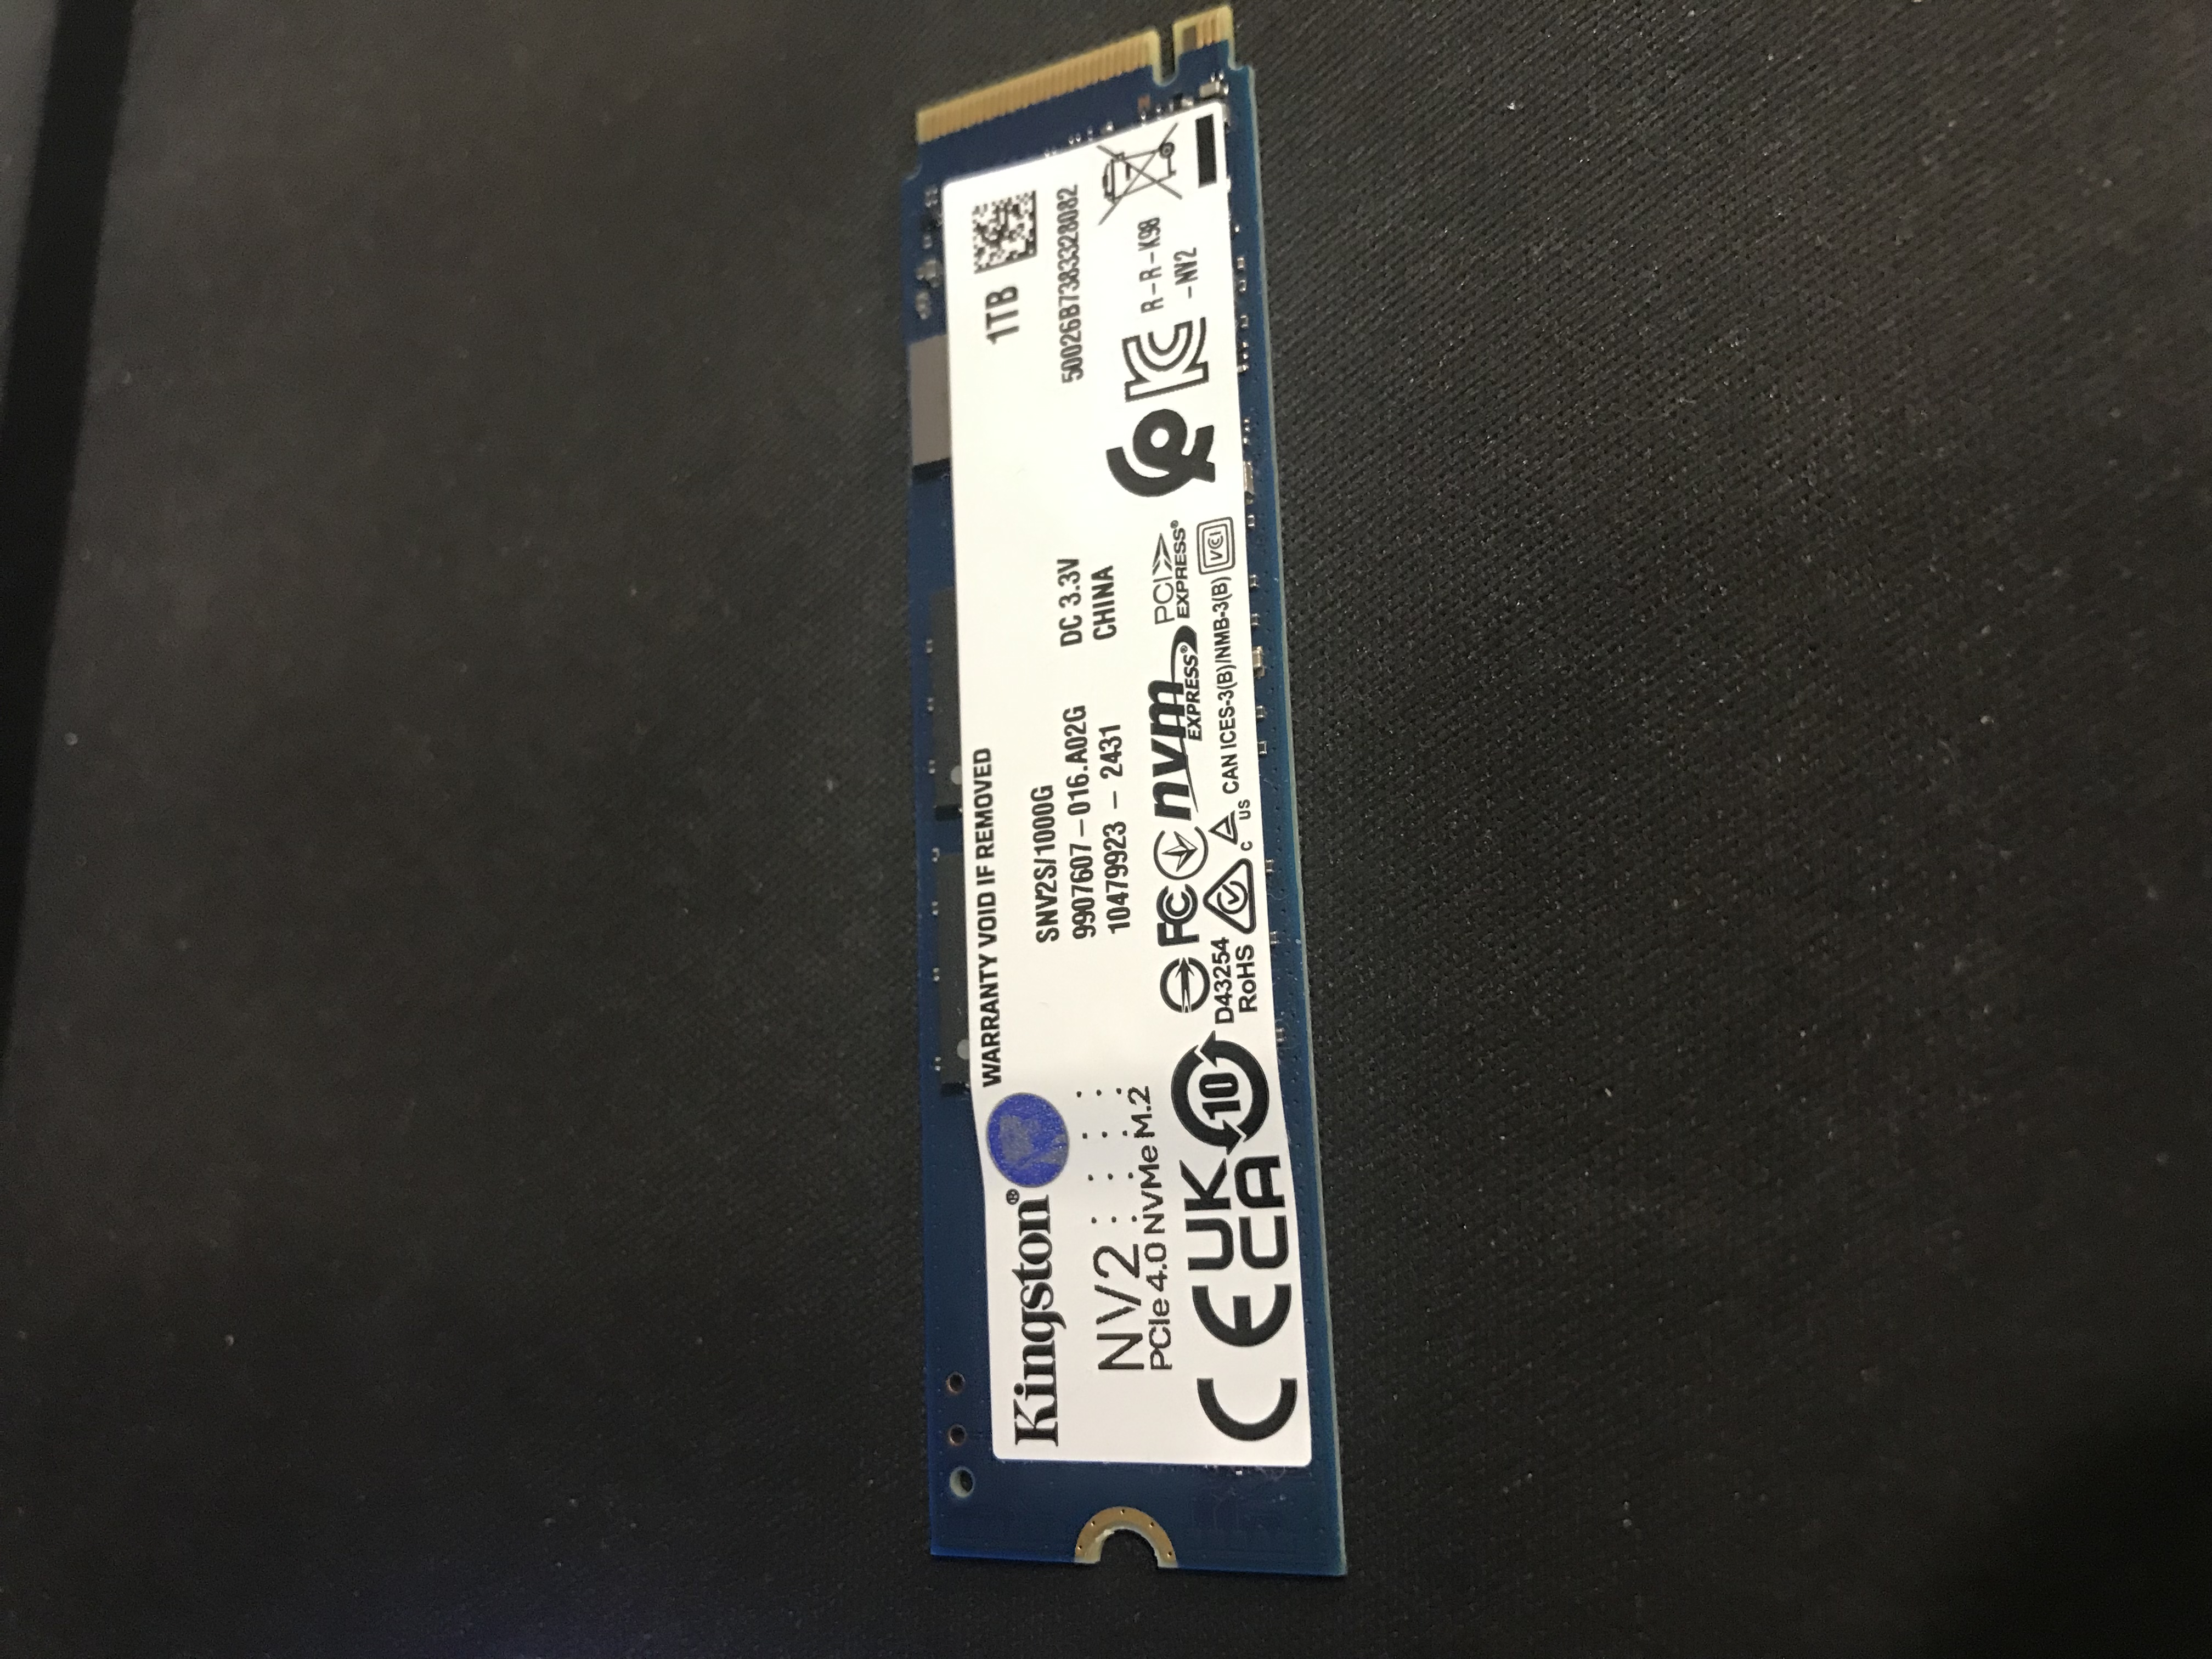 Kingston®
WARRANTY VOID IF REMOVED
1TB
NV2
PCIe 4.0 NVMe M.2
SNV2S/1000G
9907607-016.A02G
10479923 - 2431
DC 3.3V
CHINA
50026B7383328082
CE
UK
CA
10
FC
D43254
RoHS
nvm
EXPRESS®
PCI
EXPRESS®
c US
CAN ICES-3(B)/NMB-3(B)
VCI
R-R-K98
-NV2